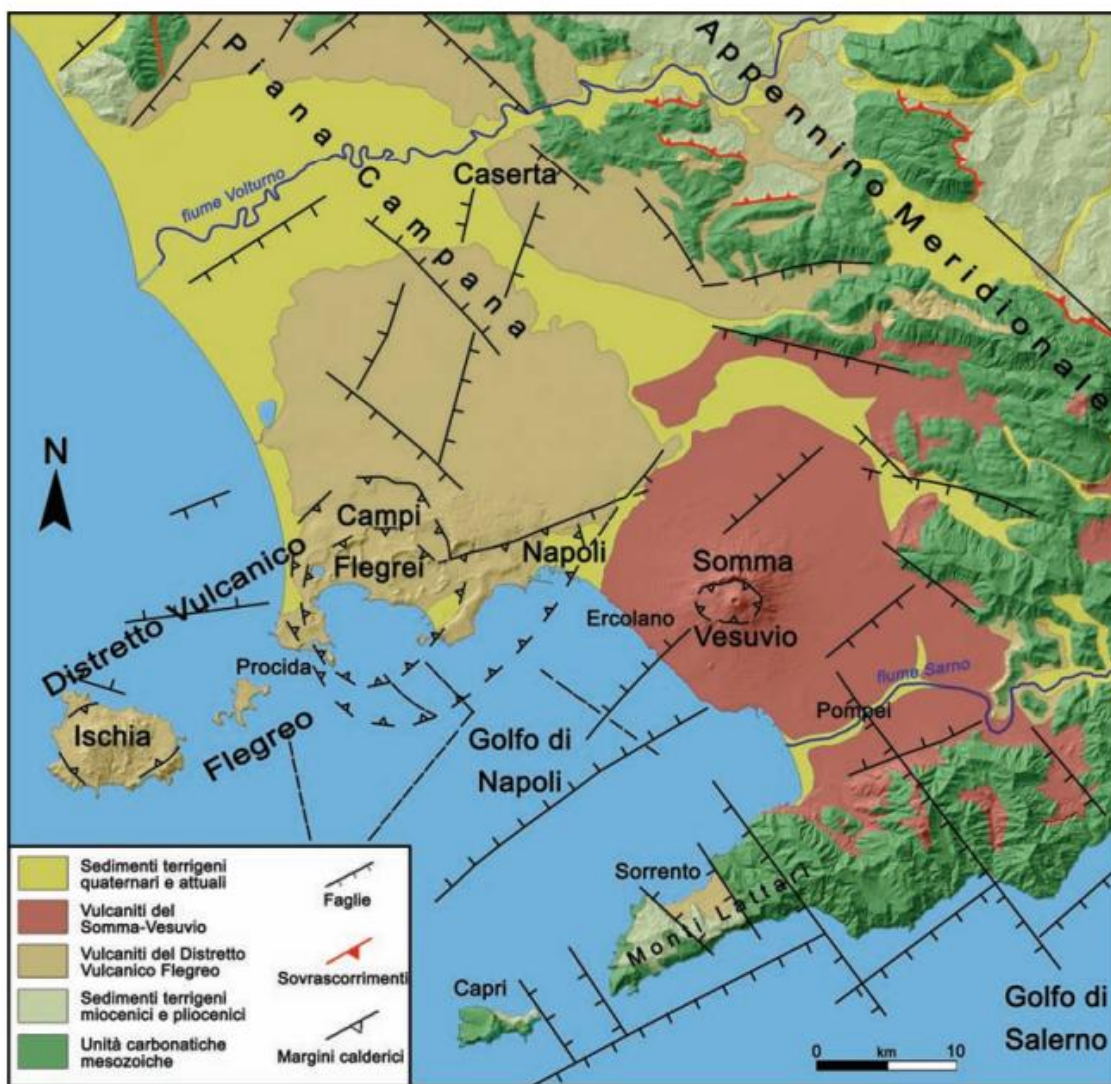 Piana Campana
Appennino Meridionale
fiume Volturno
Caserta
N
Campi
Flegrei
Napoli
Somma
Vesuvio
Ercolano
Distretto Vulcanico
Flegreo
Procida
Ischia
fiume Sarno
Pompei
Golfo di
Napoli
Sorrento
Monti Lattari
Capri
Golfo di
Salerno
0 km 10
Sedimenti terrigeni
quaternari e attuali
Vulcaniti del
Somma-Vesuvio
Vulcaniti del Distretto
Vulcanico Flegreo
Sedimenti terrigeni
miocenici e pliocenici
Unità carbonatiche
mesozoiche
Faglie
Sovrascorrimenti
Margini calderici